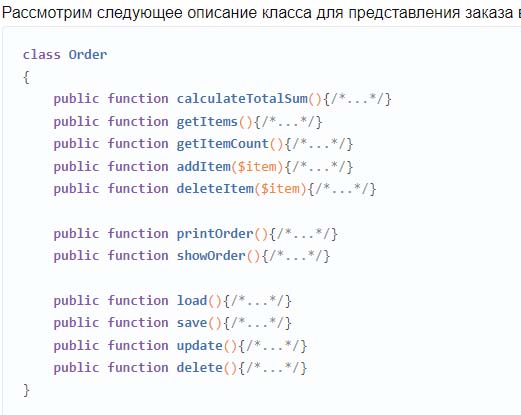 Рассмотрим следующее описание класса для представления заказа в
class Order
{
    public function calculateTotalSum(){/*...*/}
    public function getItems(){/*...*/}
    public function getItemCount(){/*...*/}
    public function addItem($item){/*...*/}
    public function deleteItem($item){/*...*/}

    public function printOrder(){/*...*/}
    public function showOrder(){/*...*/}

    public function load(){/*...*/}
    public function save(){/*...*/}
    public function update(){/*...*/}
    public function delete(){/*...*/}
}